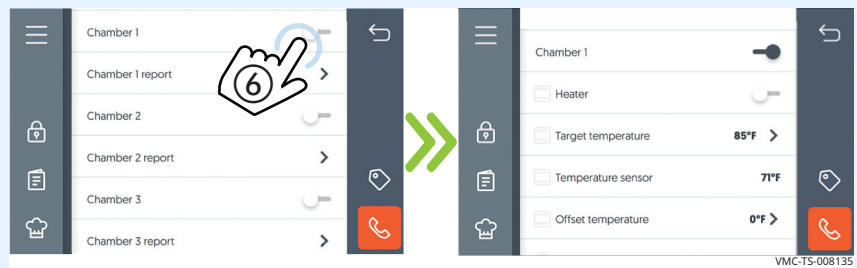 Chamber 1
Chamber 1 report
6
Chamber 2
Chamber 2 report
Chamber 3
Chamber 3 report
Chamber 1
Heater
Target temperature 85°F
Temperature sensor 71°F
Offset temperature 0°F
VMC-TS-008135